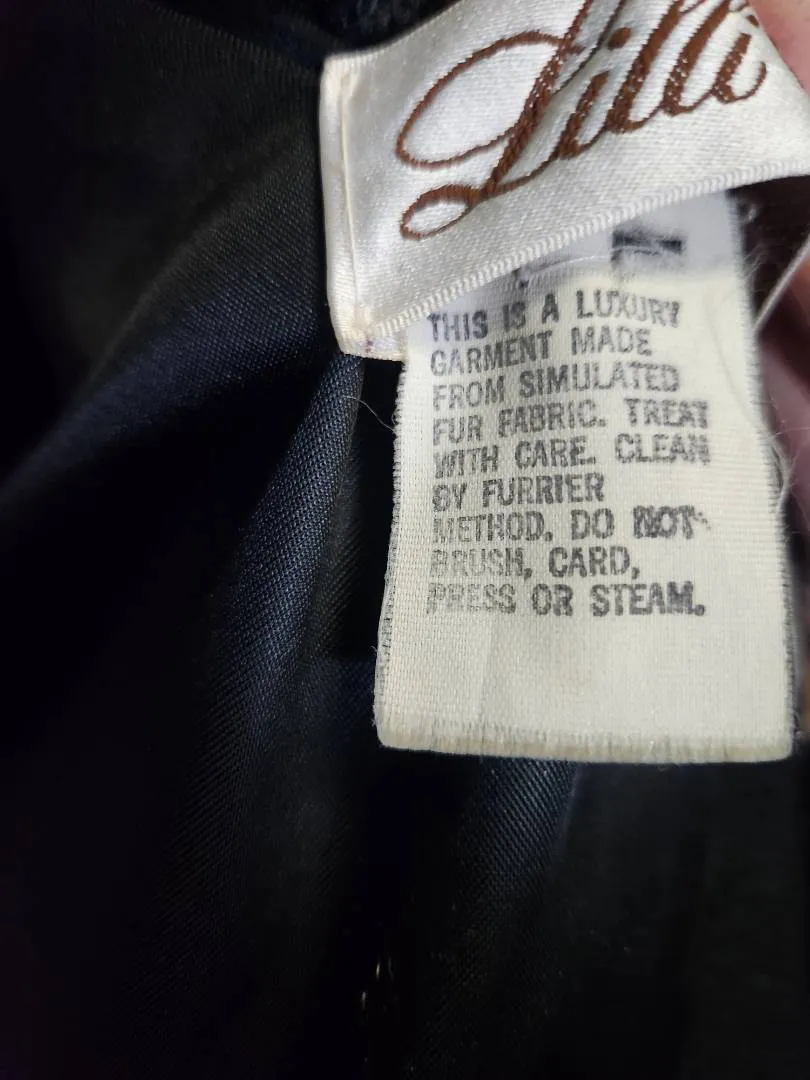 Lilli
THIS IS A LUXURY
GARMENT MADE
FROM SIMULATED
FUR FABRIC. TREAT
WITH CARE. CLEAN
BY FURRIER
METHOD. DO NOT
BRUSH, CARD,
PRESS OR STEAM.